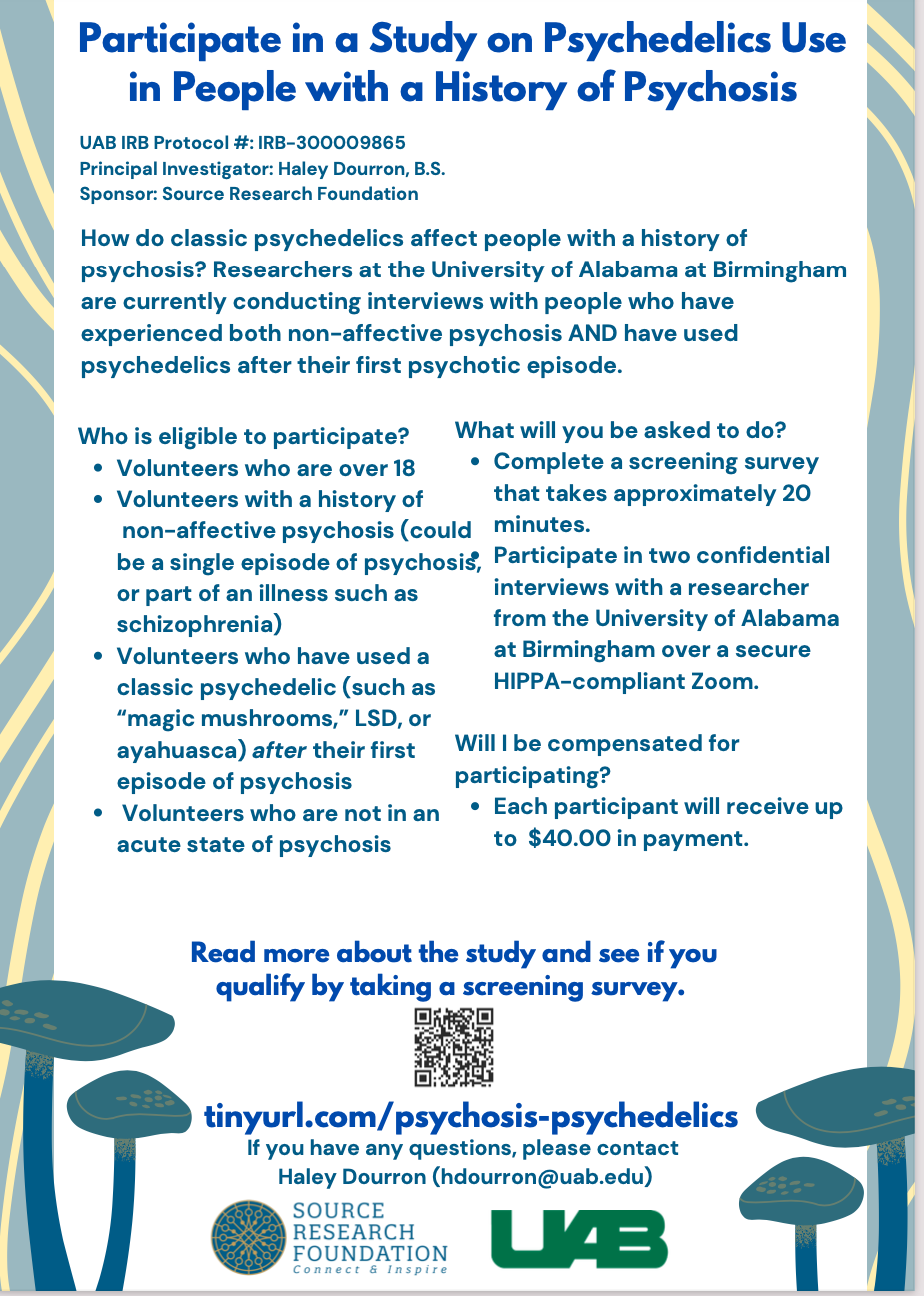 Participate in a Study on Psychedelics Use
in People with a History of Psychosis
UAB IRB Protocol #: IRB-300009865
Principal Investigator: Haley Dourron, B.S.
Sponsor: Source Research Foundation
How do classic psychedelics affect people with a history of
psychosis? Researchers at the University of Alabama at Birmingham
are currently conducting interviews with people who have
experienced both non-affective psychosis AND have used
psychedelics after their first psychotic episode.
Who is eligible to participate?
• Volunteers who are over 18
• Volunteers with a history of
non-affective psychosis (could
be a single episode of psychosis,
or part of an illness such as
schizophrenia)
• Volunteers who have used a
classic psychedelic (such as
“magic mushrooms,” LSD, or
ayahuasca) after their first
episode of psychosis
• Volunteers who are not in an
acute state of psychosis
What will you be asked to do?
• Complete a screening survey
that takes approximately 20
minutes.
• Participate in two confidential
interviews with a researcher
from the University of Alabama
at Birmingham over a secure
HIPPA-compliant Zoom.
Will I be compensated for
participating?
• Each participant will receive up
to $40.00 in payment.
Read more about the study and see if you
qualify by taking a screening survey.
tinyurl.com/psychosis-psychedelics
If you have any questions, please contact
Haley Dourron (hdourron@uab.edu)
SOURCE
RESEARCH
FOUNDATION
Connect & Inspire
UAB